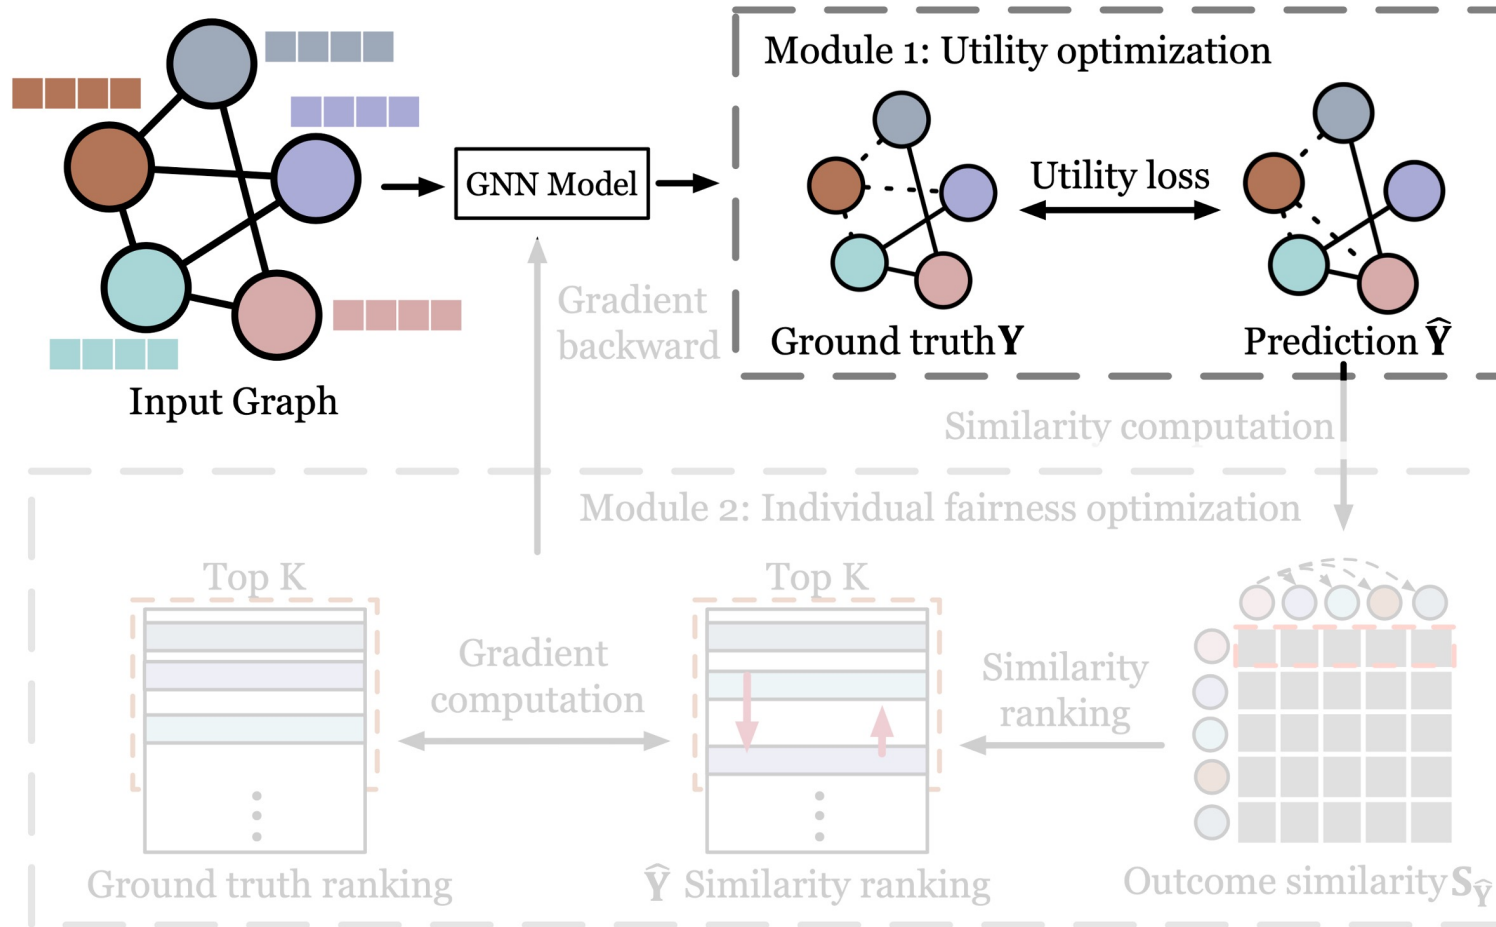 Module 1: Utility optimization
GNN Model
Utility loss
Ground truth Y
Prediction Ŷ
Input Graph
Gradient
backward
Similarity computation
Module 2: Individual fairness optimization
Top K
Top K
Gradient
computation
Similarity
ranking
Ground truth ranking
Ŷ Similarity ranking
Outcome similarity S_Ŷ